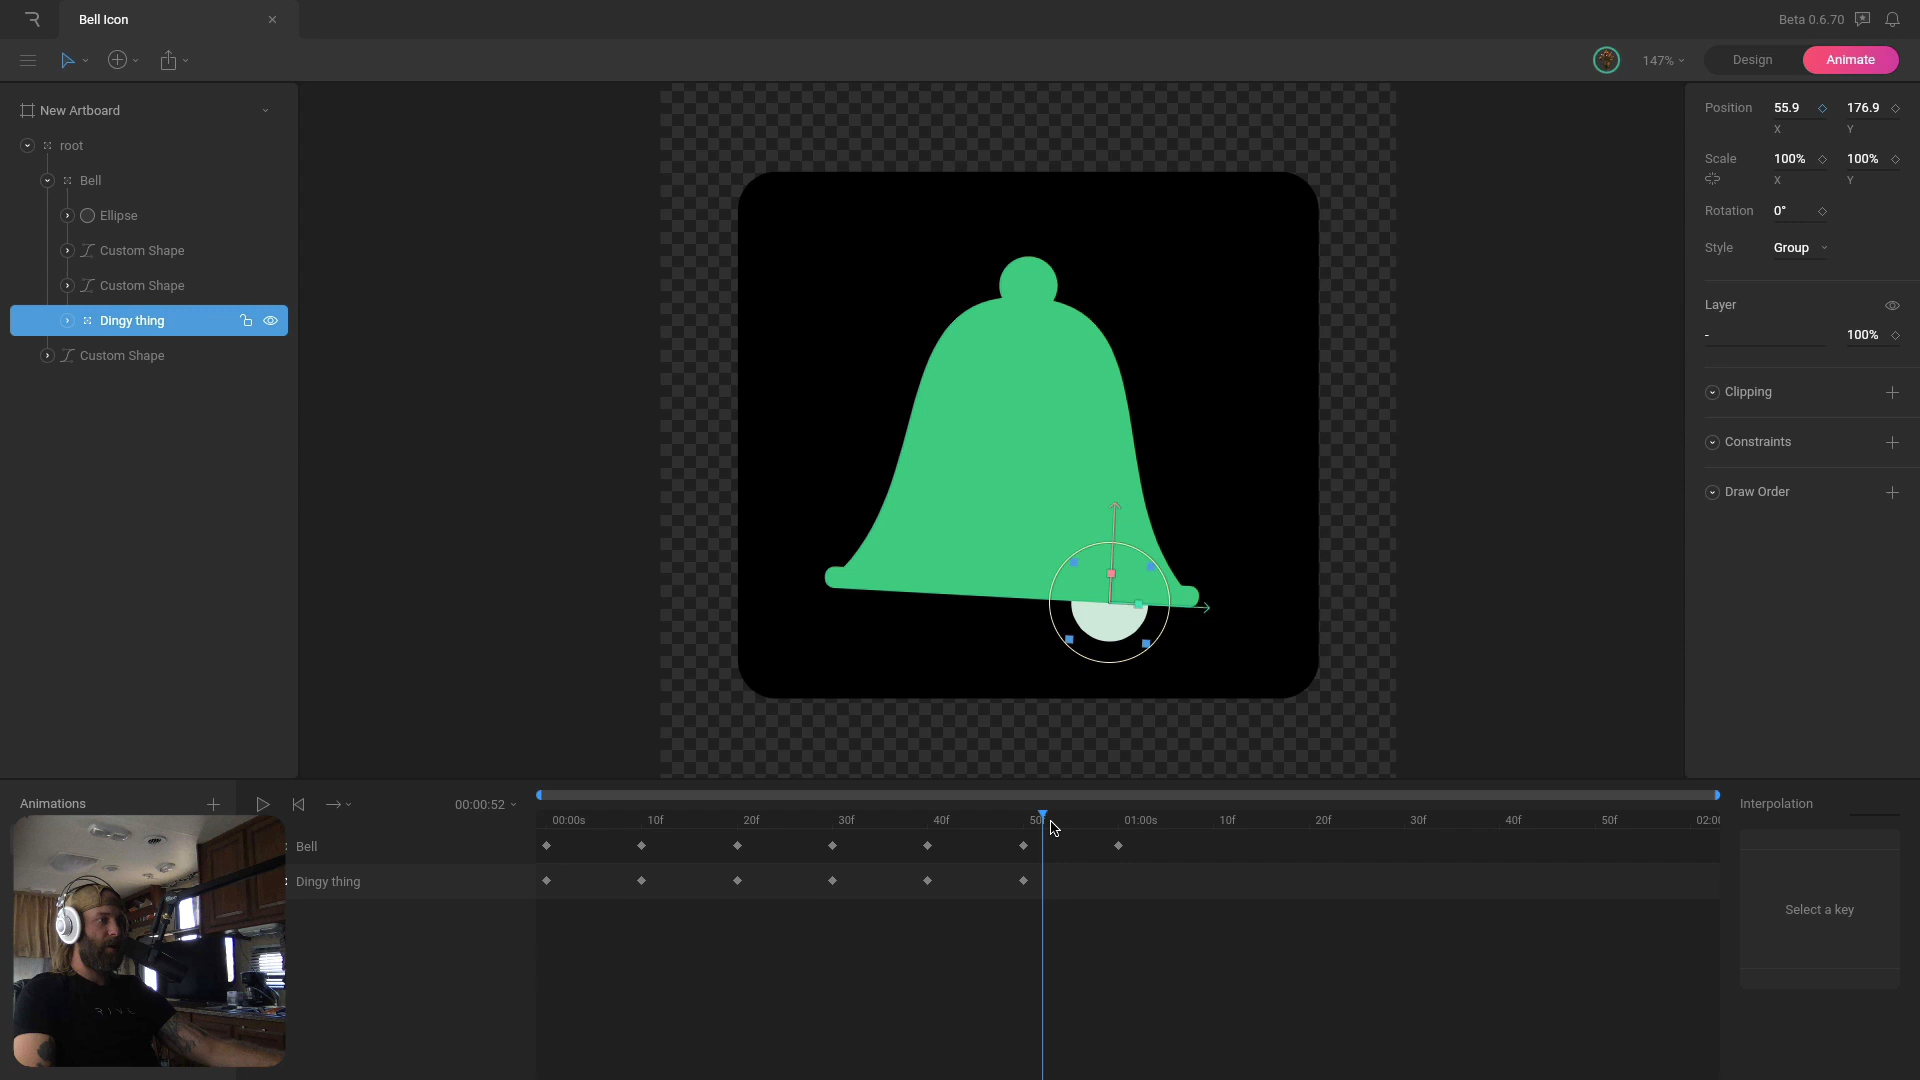 Bell Icon
Beta 0.6.70
147%
Design
Animate
New Artboard
root
Bell
Ellipse
Custom Shape
Custom Shape
Dingy thing
Custom Shape
Position
55.9
176.9
X
Y
Scale
100%
100%
X
Y
Rotation
0°
Style
Group
Layer
-
100%
Clipping
Constraints
Draw Order
Animations
00:00:52
00:00s
10f
20f
30f
40f
50f
01:00s
10f
20f
30f
40f
50f
02:00
Interpolation
Bell
Dingy thing
Select a key
RIVE